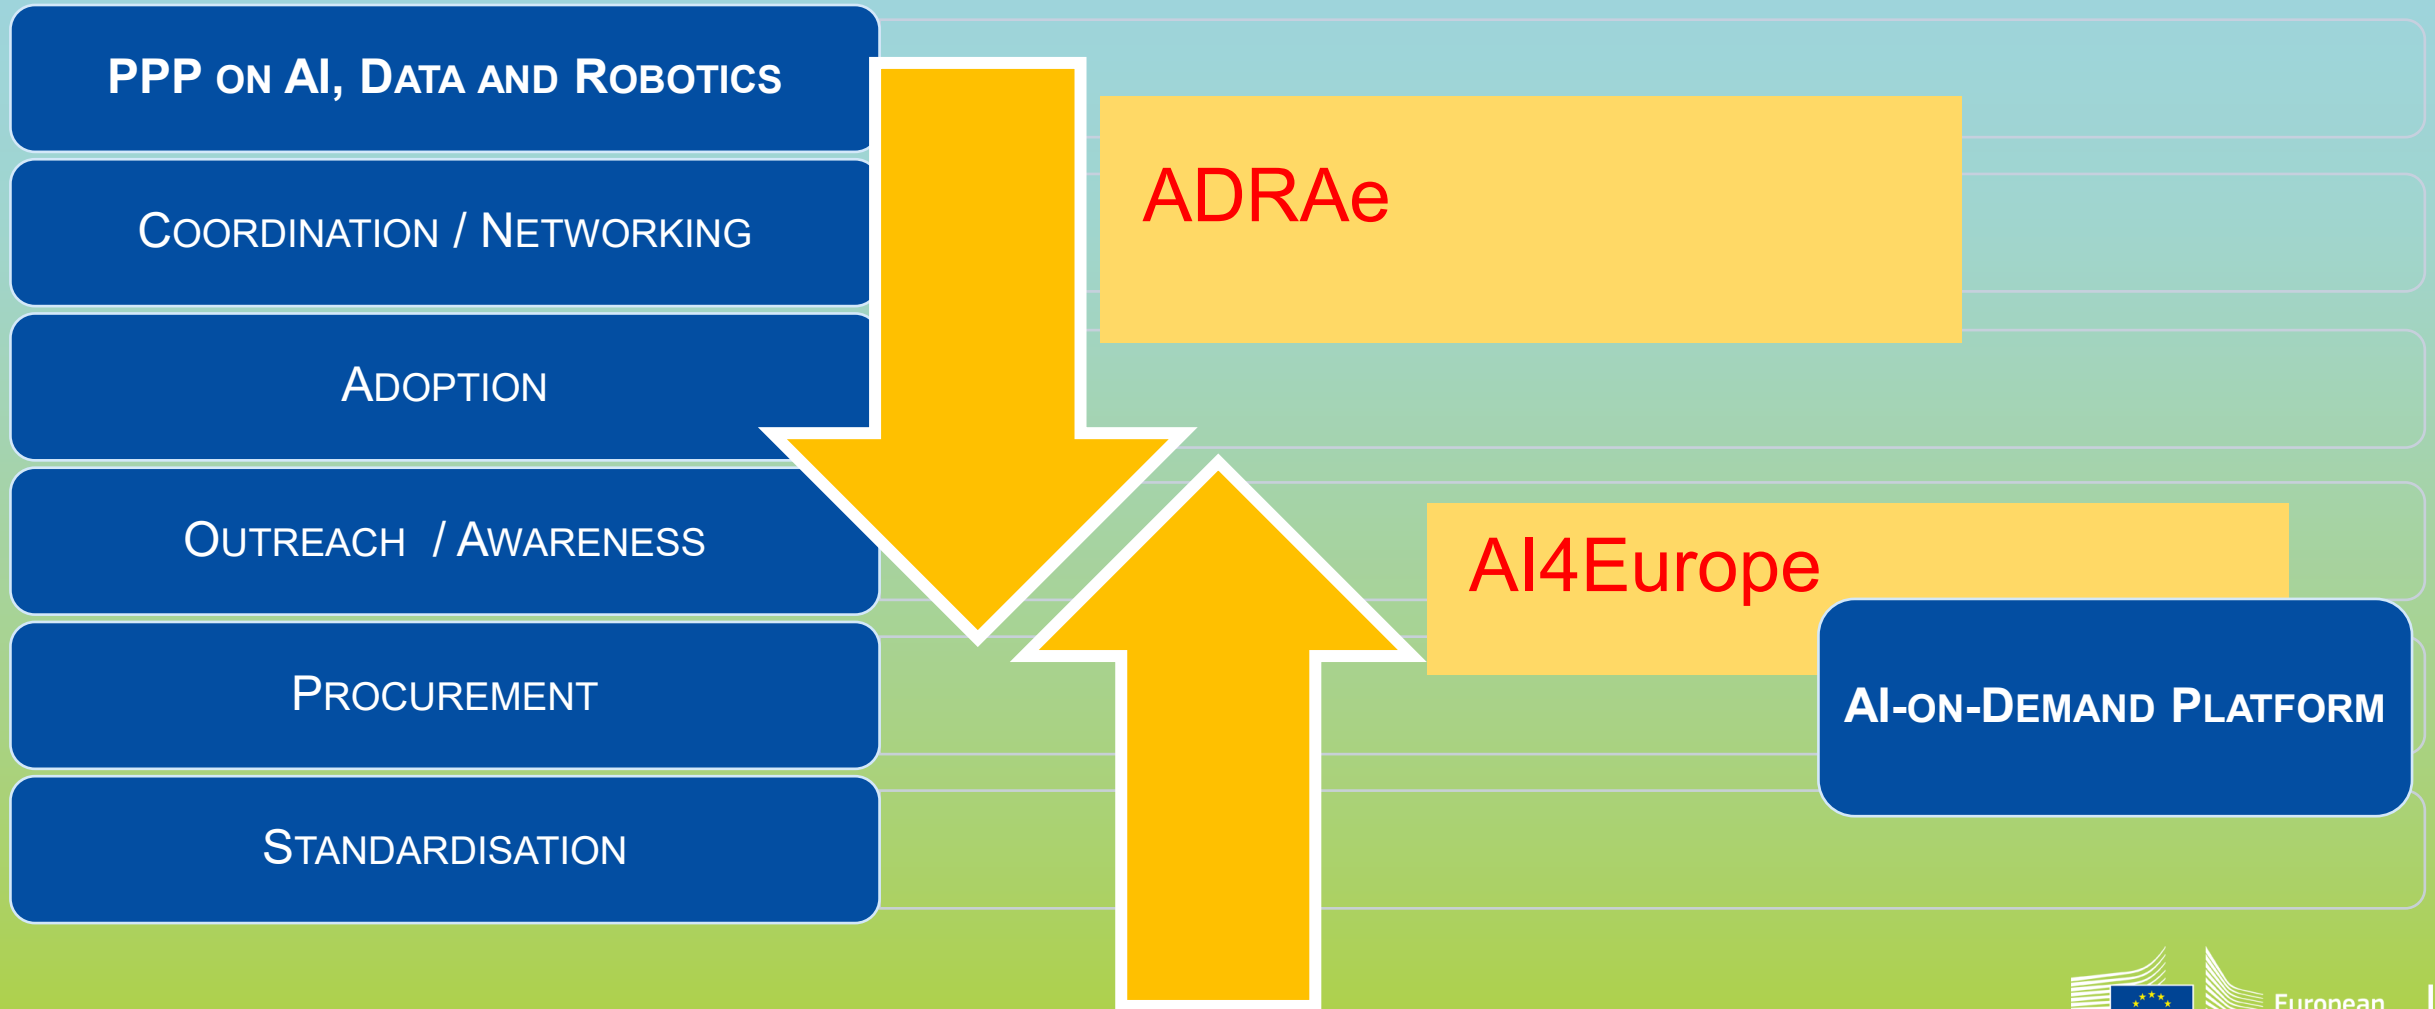 PPP ON AI, DATA AND ROBOTICS
COORDINATION / NETWORKING
ADOPTION
OUTREACH / AWARENESS
PROCUREMENT
STANDARDISATION
ADRAe
AI4Europe
AI-ON-DEMAND PLATFORM
European